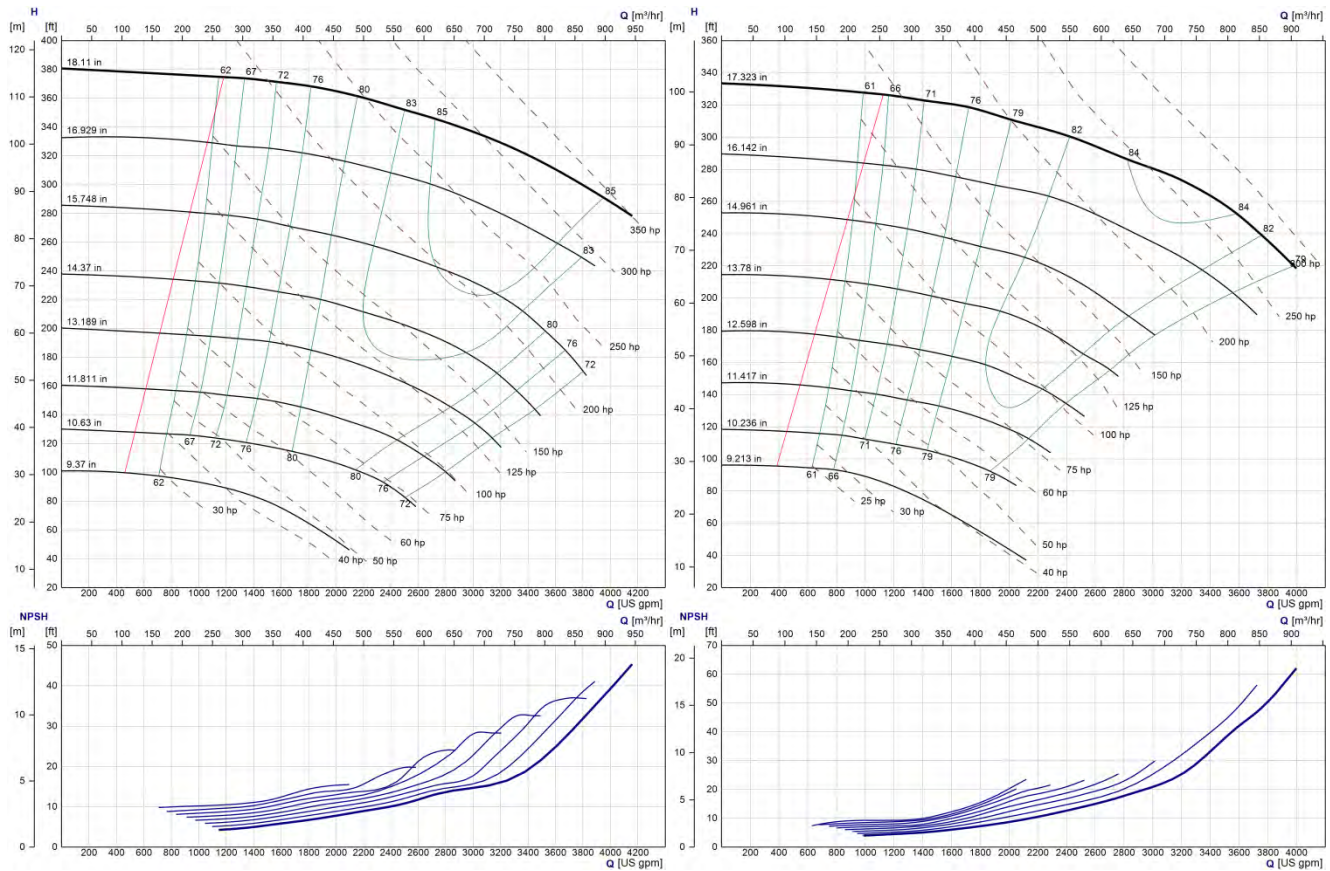 H
Q [m³/hr]
[m] [ft] 50 100 150 200 250 300 350 400 450 500 550 600 650 700 750 800 850 900 950
120 400
18.11 in
380
62 67 72 76 80 83 85
110 360
16.929 in
340
100 320
90 300
15.748 in
85
280
350 hp
80 260
83
14.37 in
300 hp
240
70 220
13.189 in
250 hp
60 200
80
180
76
72
11.811 in
50 160
200 hp
10.63 in
140
150 hp
40 120
67 72 76 80
125 hp
9.37 in
80 76 72
100 hp
30 100
62
75 hp
80
30 hp
60 hp
20 60
40 hp 50 hp
10 40
20
200 400 600 800 1000 1200 1400 1600 1800 2000 2200 2400 2600 2800 3000 3200 3400 3600 3800 4000 4200
Q [US gpm]
NPSH
Q [m³/hr]
[m] [ft] 50 100 150 200 250 300 350 400 450 500 550 600 650 700 750 800 850 900 950
15 50
40
10
30
20
5
10
0 0
200 400 600 800 1000 1200 1400 1600 1800 2000 2200 2400 2600 2800 3000 3200 3400 3600 3800 4000 4200
Q [US gpm]
H
Q [m³/hr]
[m] [ft] 50 100 150 200 250 300 350 400 450 500 550 600 650 700 750 800 850 900
360
17.323 in
340
100
61 66 71 76 79 82 84
320
16.142 in
300
90
280
14.961 in
80 260
84
82
13.78 in
240
79
300 hp
70
220
12.598 in
250 hp
60 200
200 hp
11.417 in
180
150 hp
50 160
10.236 in
125 hp
140
100 hp
40
9.213 in
120
71 76 79
75 hp
30 100
61 66
79
60 hp
80
25 hp 30 hp
20
50 hp
60
40 hp
10 40
20
200 400 600 800 1000 1200 1400 1600 1800 2000 2200 2400 2600 2800 3000 3200 3400 3600 3800 4000
Q [US gpm]
NPSH
Q [m³/hr]
[m] [ft] 50 100 150 200 250 300 350 400 450 500 550 600 650 700 750 800 850 900
70
20
60
15 50
40
10
30
5 20
10
0 0
200 400 600 800 1000 1200 1400 1600 1800 2000 2200 2400 2600 2800 3000 3200 3400 3600 3800 4000
Q [US gpm]